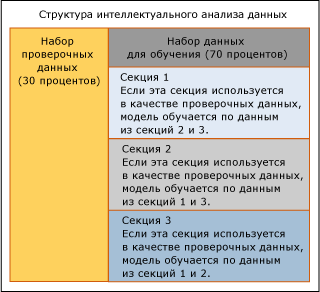 Структура интеллектуального анализа данных
Набор
проверочных
данных
(30 процентов)
Набор данных
для обучения (70 процентов)
Секция 1
Если эта секция используется
в качестве проверочных данных,
модель обучается по данным
из секций 2 и 3.
Секция 2
Если эта секция используется
в качестве проверочных данных,
модель обучается по данным
из секций 1 и 3.
Секция 3
Если эта секция используется
в качестве проверочных данных,
модель обучается по данным
из секций 1 и 2.